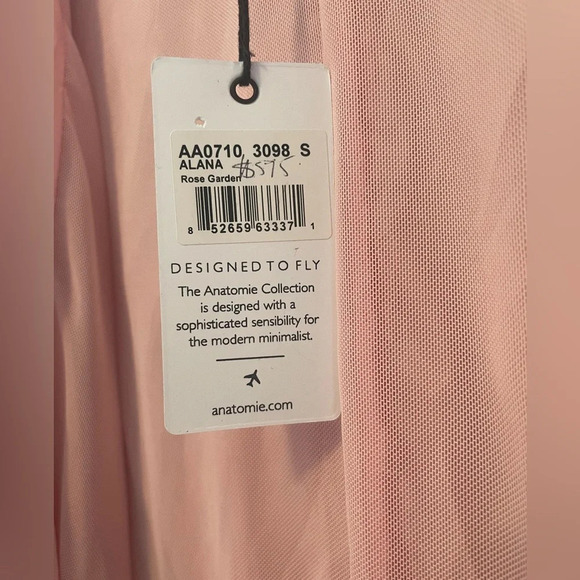 AA0710 3098 S
ALANA $575
Rose Garden
8 52659 63337 1
DESIGNED TO FLY
The Anatomie Collection
is designed with a
sophisticated sensibility for
the modern minimalist.
anatomie.com